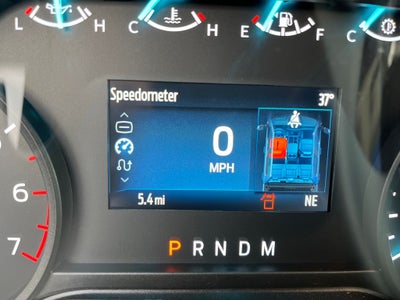 L H C H E F C
Speedometer 37°
0
MPH
5.4 mi NE
P R N D M
6
7